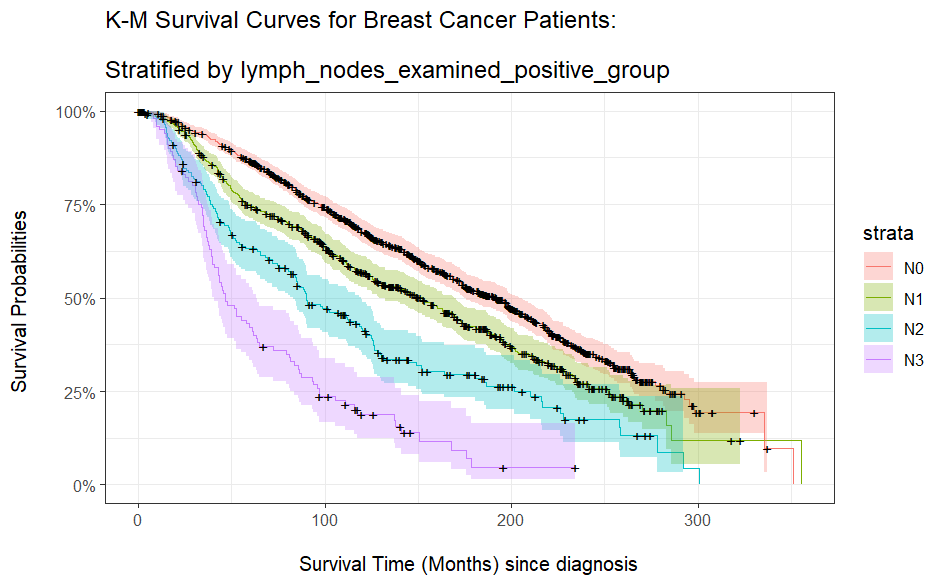 K-M Survival Curves for Breast Cancer Patients:
Stratified by lymph_nodes_examined_positive_group
100%
75%
50%
25%
0%
Survival Probabilities
0
100
200
300
Survival Time (Months) since diagnosis
strata
N0
N1
N2
N3